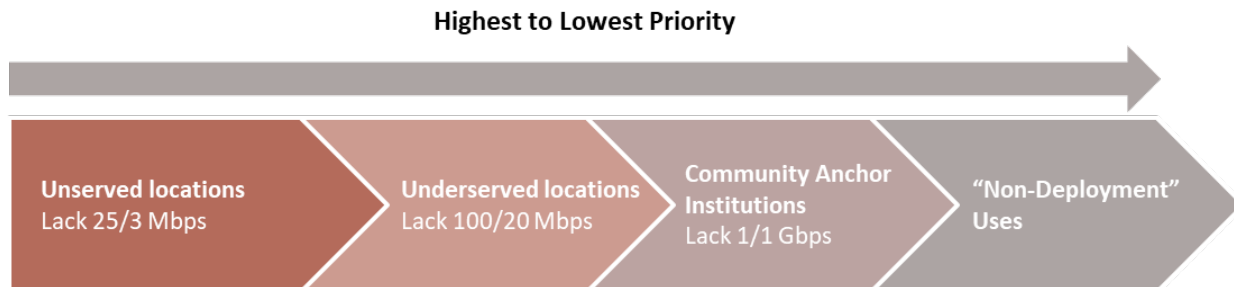 Highest to Lowest Priority
Unserved locations
Lack 25/3 Mbps
Underserved locations
Lack 100/20 Mbps
Community Anchor
Institutions
Lack 1/1 Gbps
“Non-Deployment”
Uses